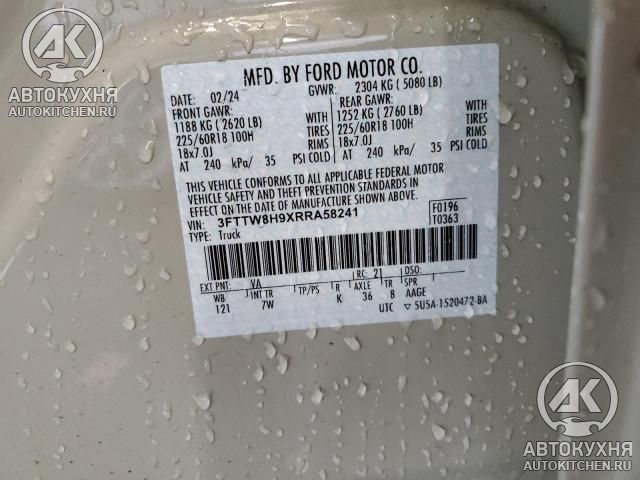 AK
АВТОКУХНЯ
AUTOKITCHEN.RU
MFD. BY FORD MOTOR CO.
DATE: 02/24 GVWR: 2304 KG ( 5080 LB)
FRONT GAWR: REAR GAWR:
1188 KG ( 2620 LB) WITH 1252 KG ( 2760 LB) WITH
225/60R18 100H TIRES 225/60R18 100H TIRES
18x7.0J RIMS 18x7.0J RIMS
AT 240 kPa/ 35 PSI COLD AT 240 kPa/ 35 PSI COLD
THIS VEHICLE CONFORMS TO ALL APPLICABLE FEDERAL MOTOR
VEHICLE SAFETY AND THEFT PREVENTION STANDARDS IN
EFFECT ON THE DATE OF MANUFACTURE SHOWN ABOVE.
VIN: 3FTTW8H9XRRA58241 F0196
TYPE: Truck T0363
EXT PNT: VA RC: 21 DSO:
WB INT TR TP/PS R AXLE TR SPR
121 7W K 36 B AAGE
UTC 5U5A-1520472-BA
AK
АВТОКУХНЯ
AUTOKITCHEN.RU